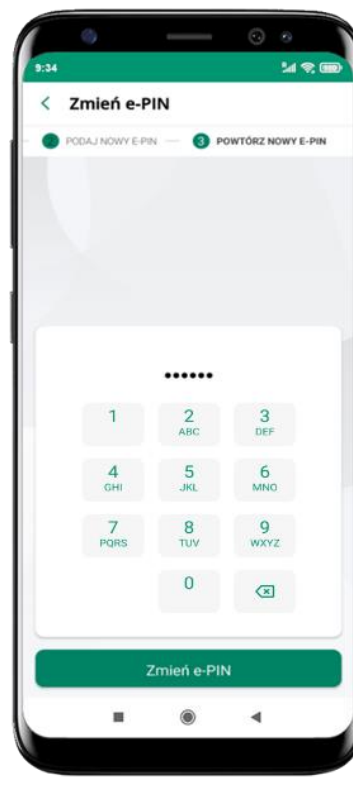 9:34
Zmień e-PIN
2 PODAJ NOWY E-PIN 3 POWTÓRZ NOWY E-PIN
••••••
1 2 3
ABC DEF
4 5 6
GHI JKL MNO
7 8 9
PQRS TUV WXYZ
0
Zmień e-PIN